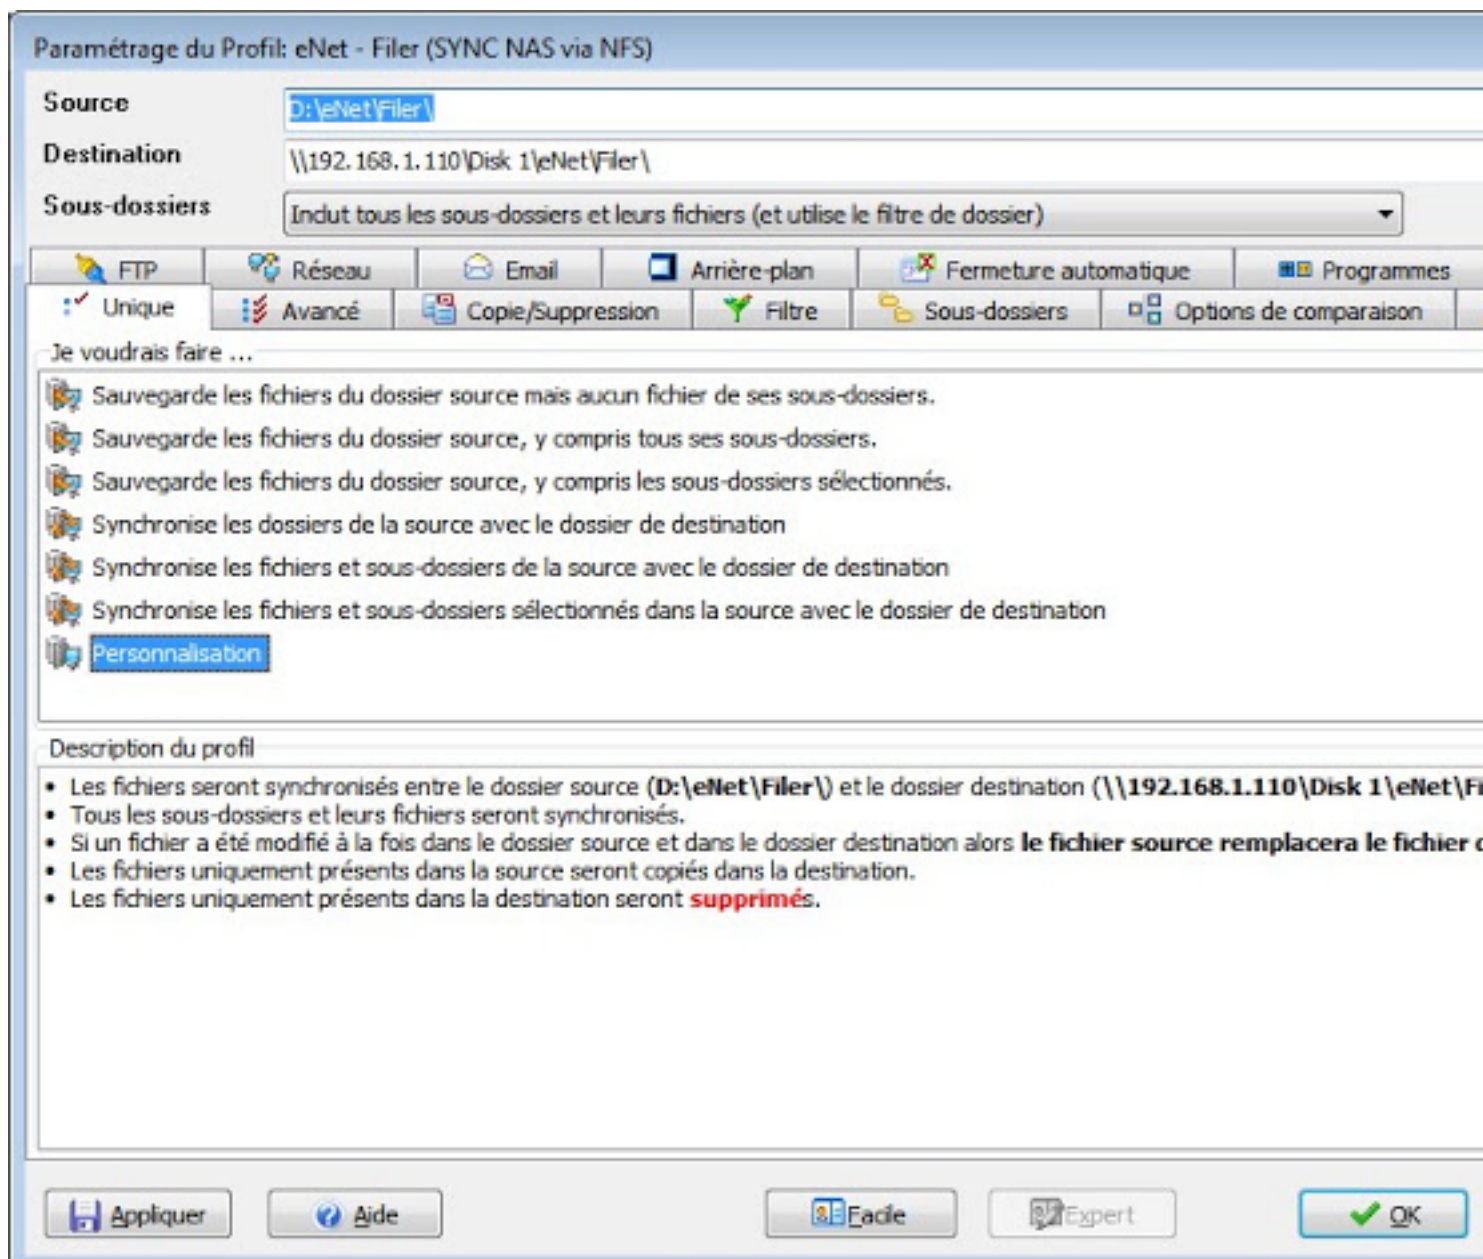 Paramétrage du Profil: eNet - Filer (SYNC NAS via NFS)
Source
D:\eNet\Filer\
Destination
\\192.168.1.110\Disk 1\eNet\Filer\
Sous-dossiers
Inclut tous les sous-dossiers et leurs fichiers (et utilise le filtre de dossier)
FTP Réseau Email Arrière-plan Fermeture automatique Programmes
Unique Avancé Copie/Suppression Filtre Sous-dossiers Options de comparaison
Je voudrais faire ...
Sauvegarde les fichiers du dossier source mais aucun fichier de ses sous-dossiers.
Sauvegarde les fichiers du dossier source, y compris tous ses sous-dossiers.
Sauvegarde les fichiers du dossier source, y compris les sous-dossiers sélectionnés.
Synchronise les dossiers de la source avec le dossier de destination
Synchronise les fichiers et sous-dossiers de la source avec le dossier de destination
Synchronise les fichiers et sous-dossiers sélectionnés dans la source avec le dossier de destination
Personnalisation
Description du profil
• Les fichiers seront synchronisés entre le dossier source (D:\eNet\Filer\) et le dossier destination (\\192.168.1.110\Disk 1\eNet\Fi
• Tous les sous-dossiers et leurs fichiers seront synchronisés.
• Si un fichier a été modifié à la fois dans le dossier source et dans le dossier destination alors le fichier source remplacera le fichier
• Les fichiers uniquement présents dans la source seront copiés dans la destination.
• Les fichiers uniquement présents dans la destination seront supprimés.
Appliquer Aide Facile Expert OK